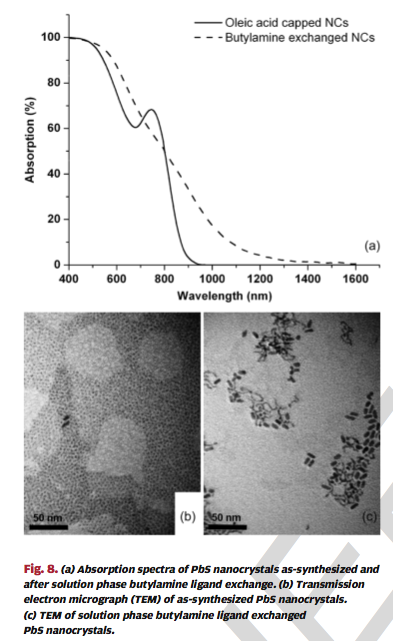 Oleic acid capped NCs
Butylamine exchanged NCs
100
80
60
40
20
0
Absorption (%)
(a)
400 600 800 1000 1200 1400 1600
Wavelength (nm)
50 nm
(b)
50 nm
(c)
Fig. 8. (a) Absorption spectra of PbS nanocrystals as-synthesized and
after solution phase butylamine ligand exchange. (b) Transmission
electron micrograph (TEM) of as-synthesized PbS nanocrystals.
(c) TEM of solution phase butylamine ligand exchanged
PbS nanocrystals.